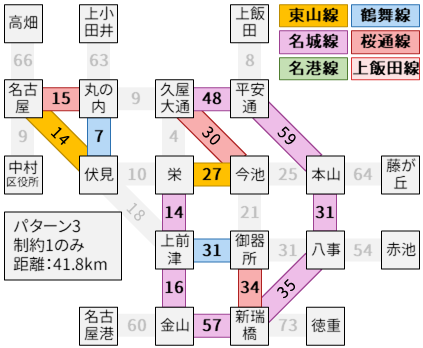 高畑
上小
田井
上飯
田
東山線
鶴舞線
名城線
桜通線
名港線
上飯田線
66
63
8
名古
屋
15
丸の
内
9
久屋
大通
48
平安
通
9
14
7
4
30
59
中村
区役所
伏見
10
栄
27
今池
25
本山
64
藤が
丘
18
14
21
31
パターン3
制約1のみ
距離:41.8km
上前
津
31
御器
所
31
八事
54
赤池
16
34
35
名古
屋港
60
金山
57
新瑞
橋
73
徳重